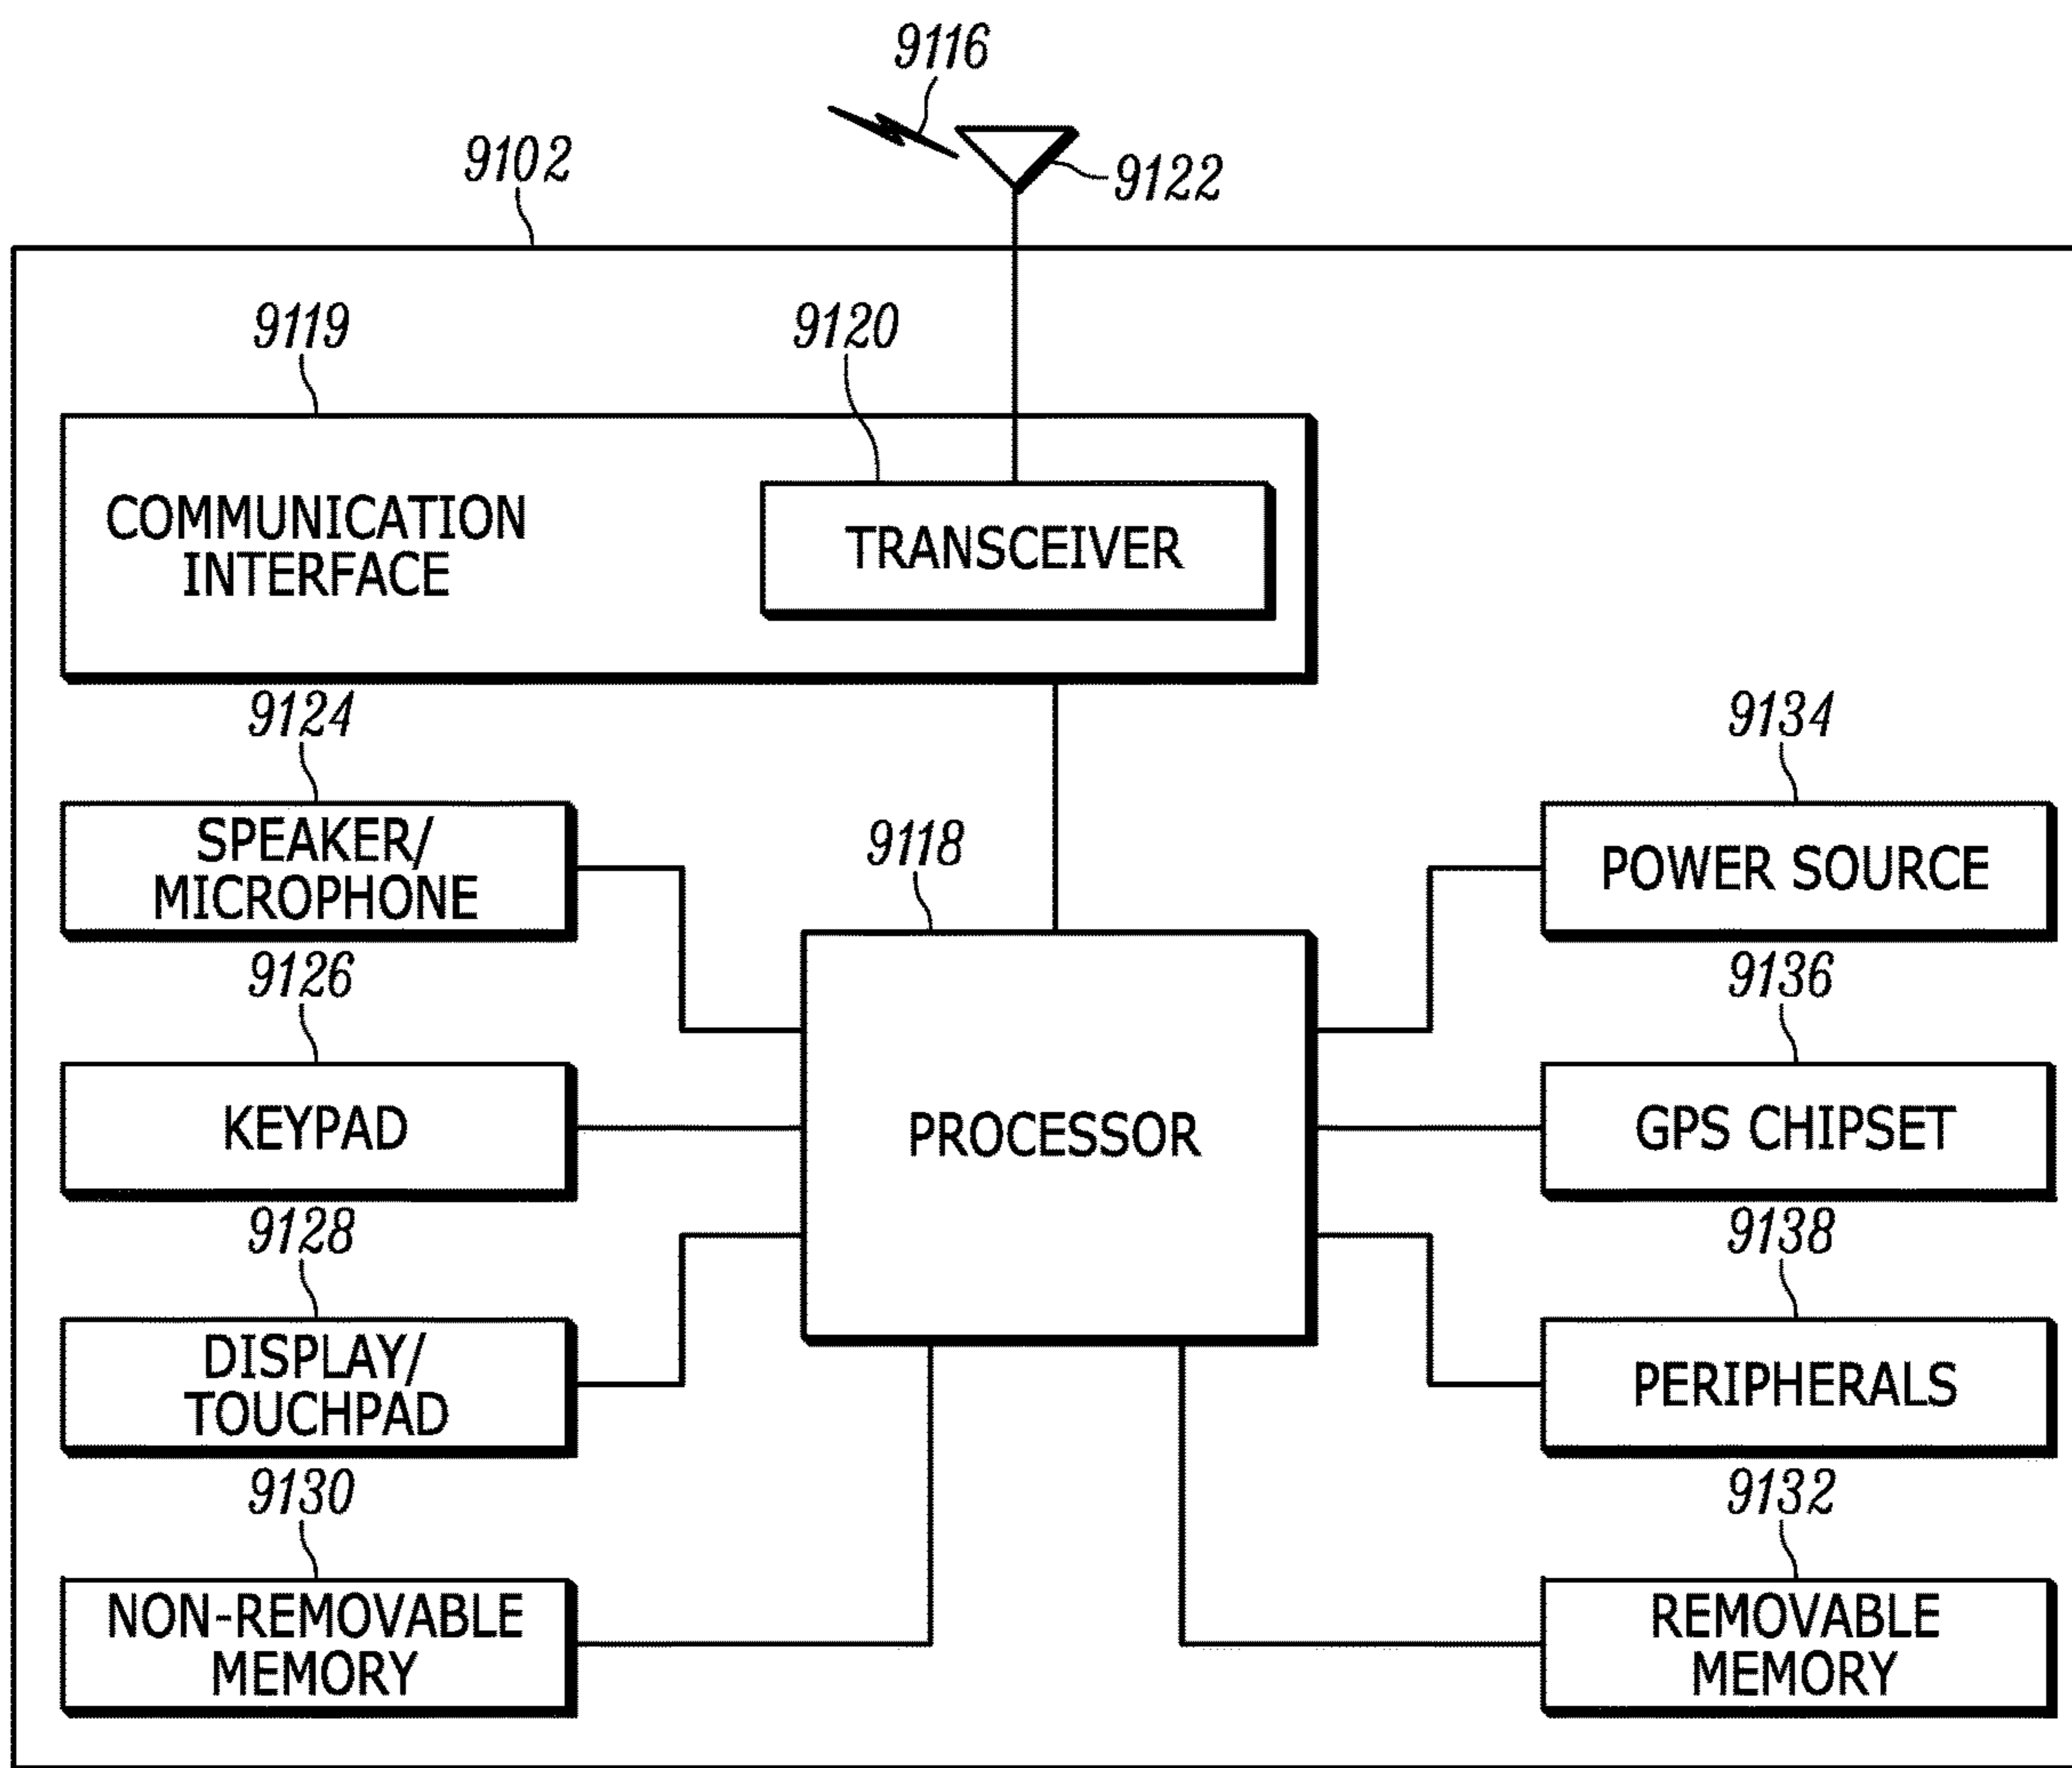 9116
9102
9122
9119
9120
COMMUNICATION
INTERFACE
TRANSCEIVER
9124
9134
SPEAKER/
MICROPHONE
9118
POWER SOURCE
9126
9136
KEYPAD
PROCESSOR
GPS CHIPSET
9128
9138
DISPLAY/
TOUCHPAD
PERIPHERALS
9130
9132
NON-REMOVABLE
MEMORY
REMOVABLE
MEMORY